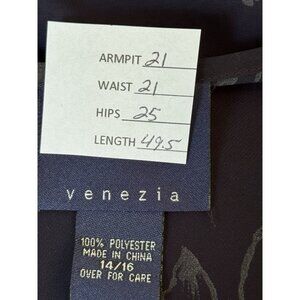 ARMPIT 21
WAIST 21
HIPS 25
LENGTH 49.5
venezia
100% POLYESTER
MADE IN CHINA
14/16
OVER FOR CARE